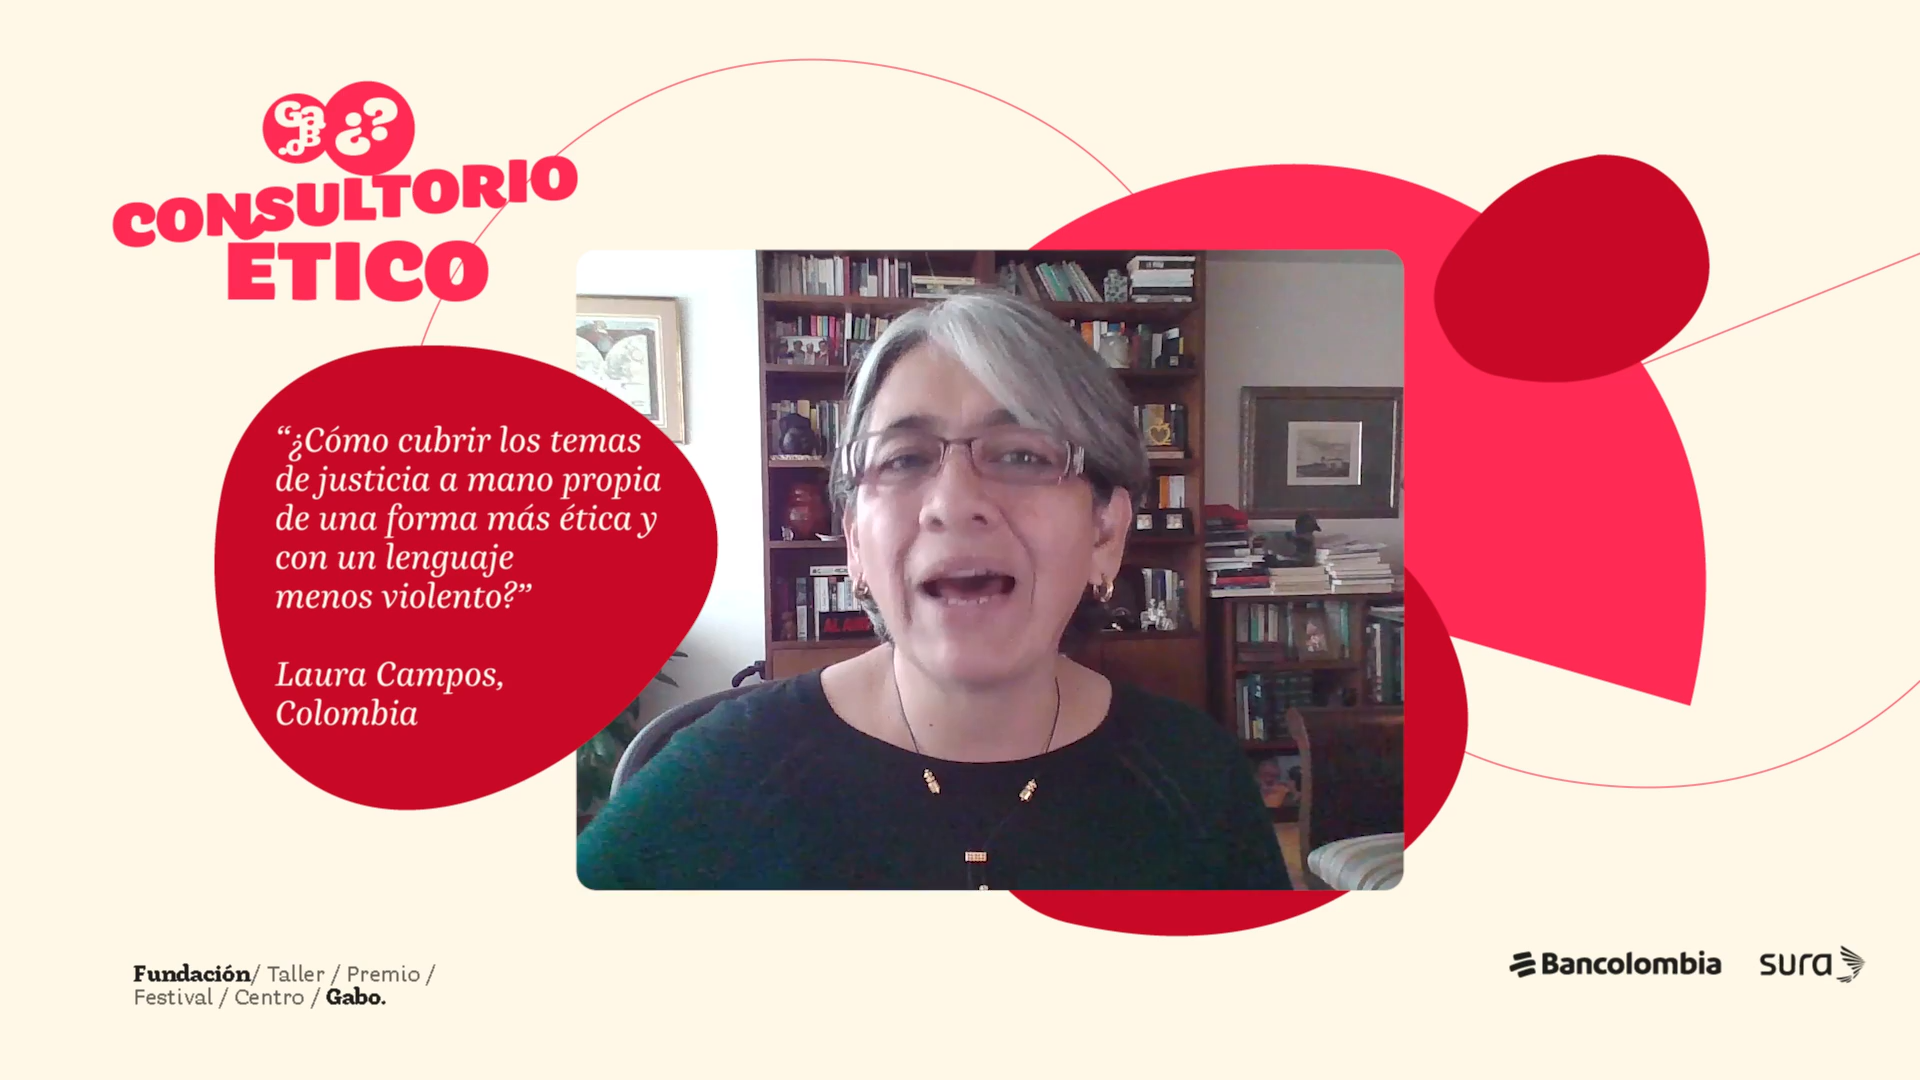 GaBo.
¿?
CONSULTORIO
ÉTICO
“¿Cómo cubrir los temas
de justicia a mano propia
de una forma más ética y
con un lenguaje
menos violento?”
Laura Campos,
Colombia
Fundación/ Taller / Premio /
Festival / Centro / Gabo.
Bancolombia
sura